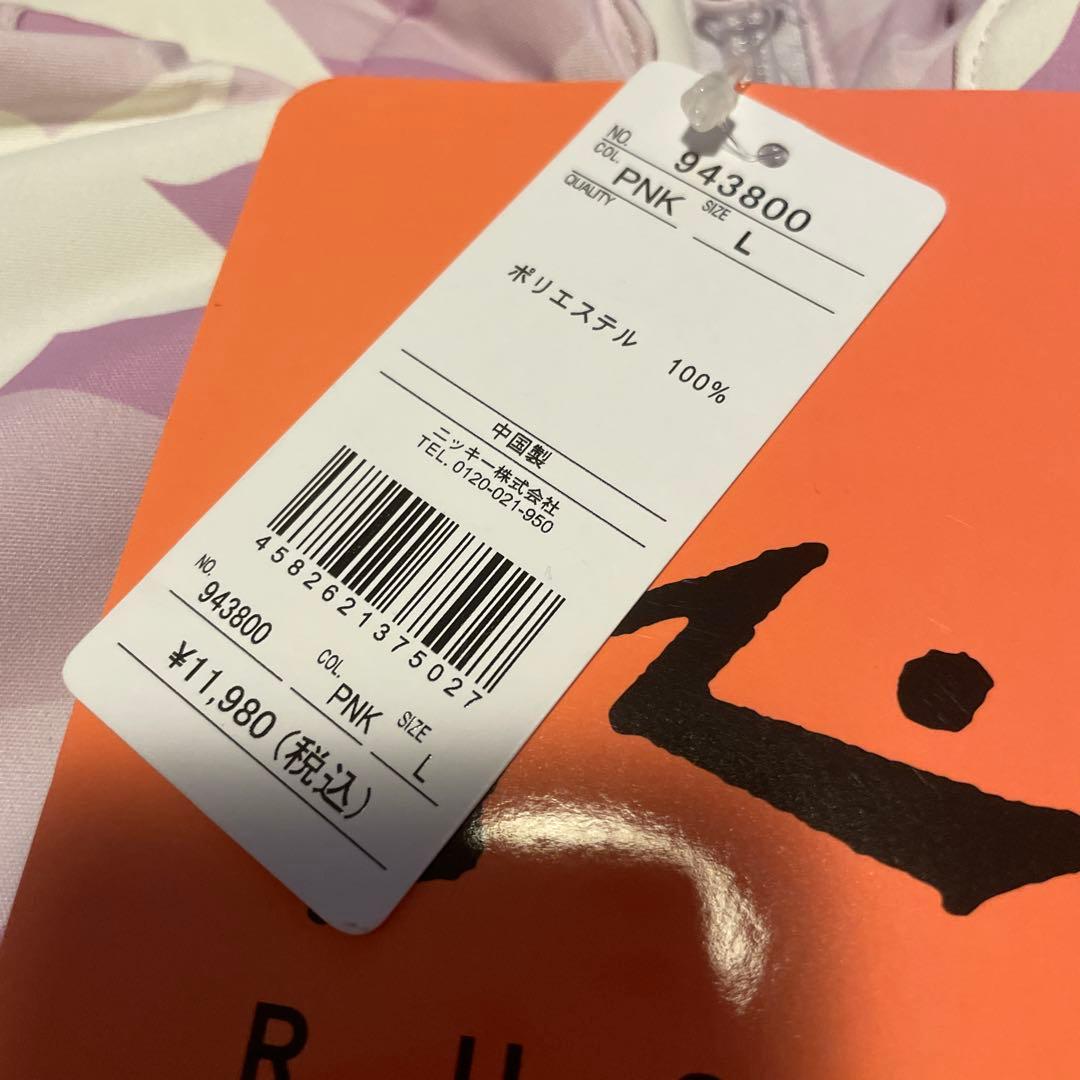 NO. 943800
COL. PNK SIZE L
QUALITY
ポリエステル 100%
中国製
ニッキー株式会社
TEL. 0120-021-950
4582621375027
NO. 943800 COL. PNK SIZE L
¥11,980(税込)
R U